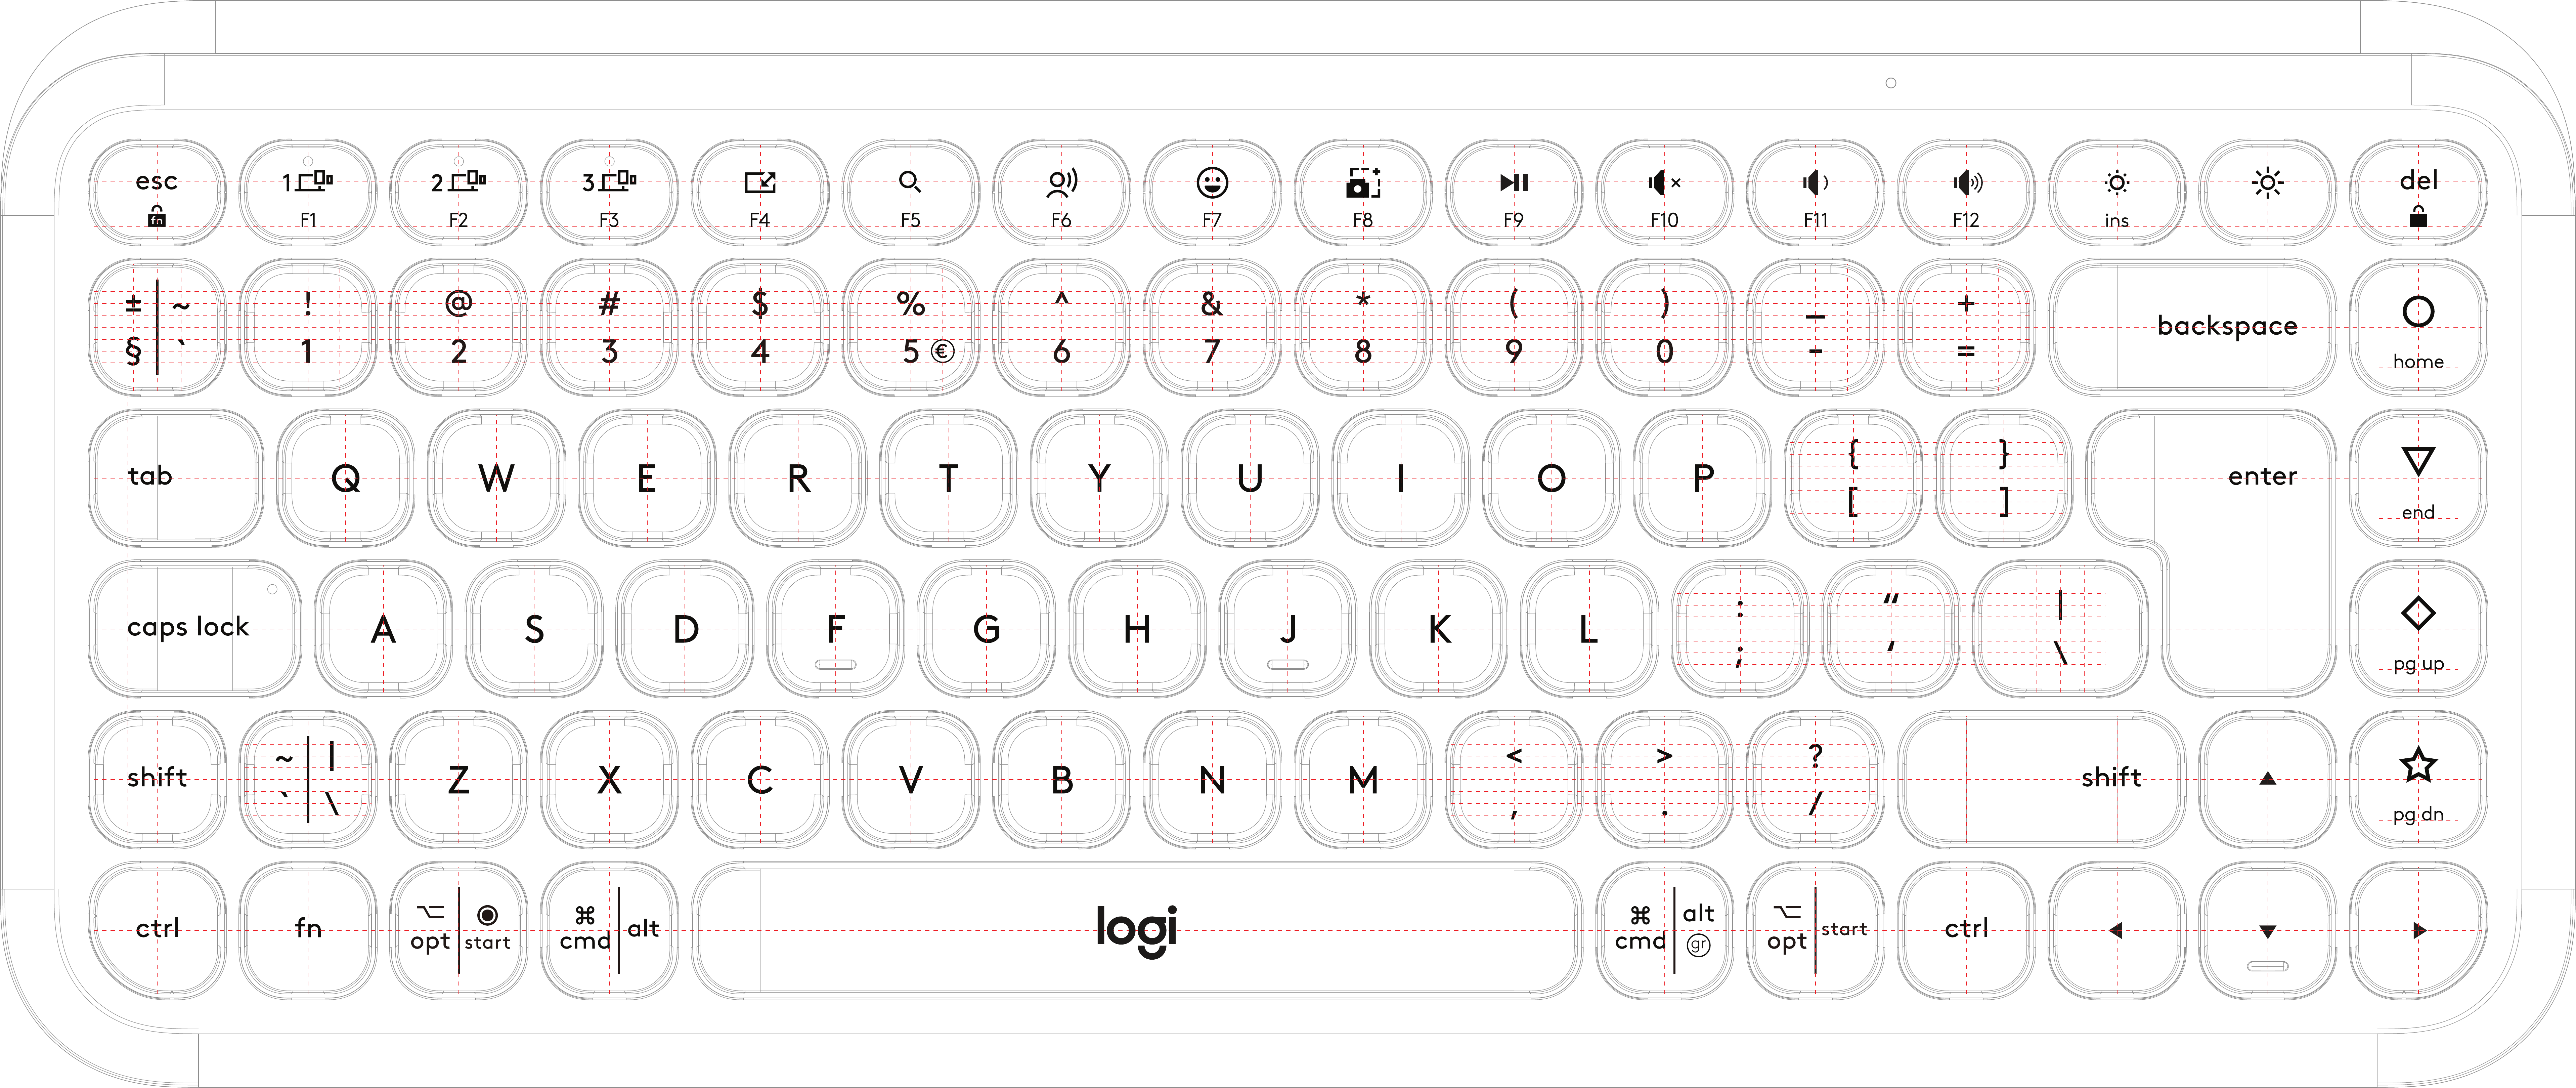 esc 1 2 3 del
fn F1 F2 F3 F4 F5 F6 F7 F8 F9 F10 F11 F12 ins
± ~ ! @ # $ % ^ & * ( ) _ +
§ ` 1 2 3 4 5 € 6 7 8 9 0 - = backspace home
tab Q W E R T Y U I O P { [ } ] enter end
caps lock A S D F G H J K L : ; “ ‘ | \ pg up
shift ~ ` | \ Z X C V B N M < , > . ? / shift pg dn
ctrl fn ⌥ opt start ⌘ cmd alt logi ⌘ cmd alt gr ⌥ opt start ctrl